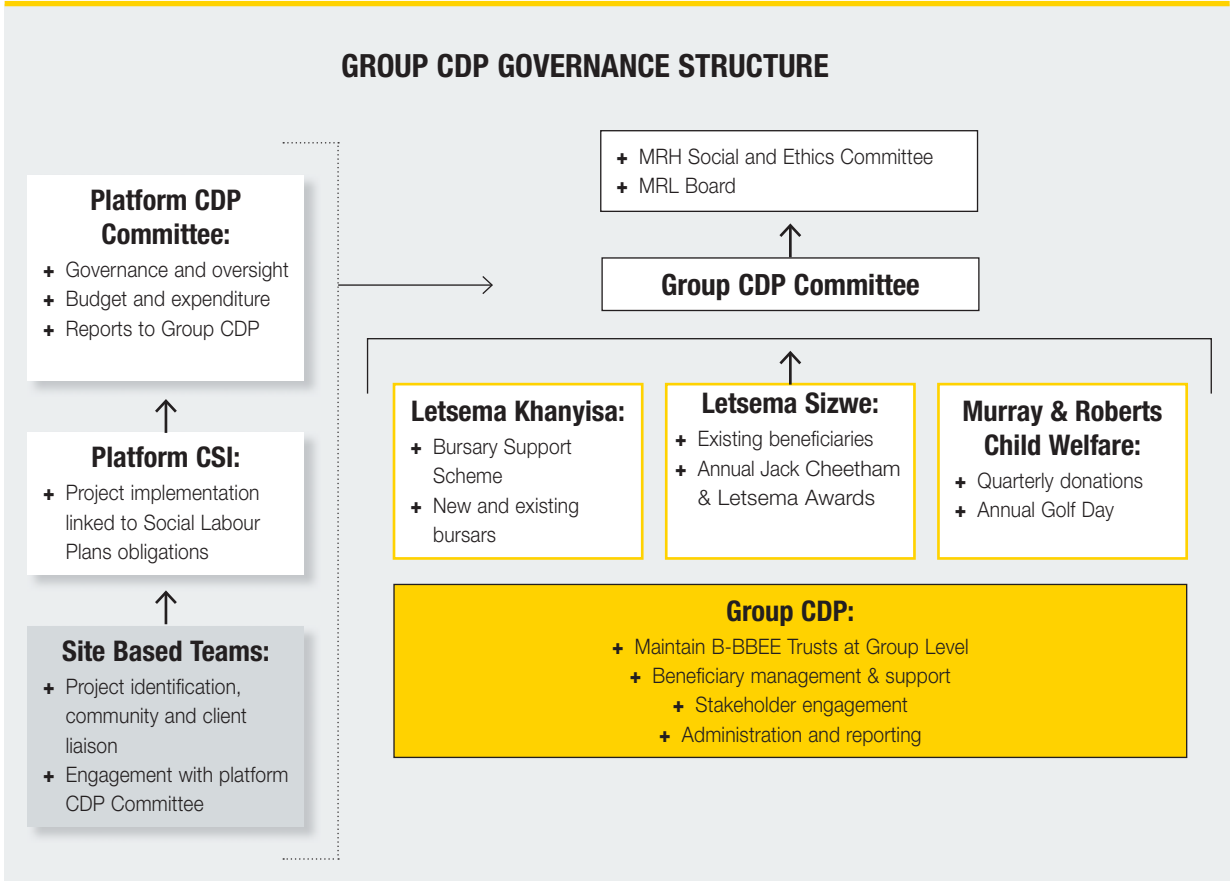 GROUP CDP GOVERNANCE STRUCTURE
Platform CDP
Committee:
+ Governance and oversight
+ Budget and expenditure
+ Reports to Group CDP
Platform CSI:
+ Project implementation
linked to Social Labour
Plans obligations
Site Based Teams:
+ Project identification,
community and client
liaison
+ Engagement with platform
CDP Committee
+ MRH Social and Ethics Committee
+ MRL Board
Group CDP Committee
Letsema Khanyisa:
+ Bursary Support
Scheme
+ New and existing
bursars
Letsema Sizwe:
+ Existing beneficiaries
+ Annual Jack Cheetham
& Letsema Awards
Murray & Roberts
Child Welfare:
+ Quarterly donations
+ Annual Golf Day
Group CDP:
+ Maintain B-BBEE Trusts at Group Level
+ Beneficiary management & support
+ Stakeholder engagement
+ Administration and reporting